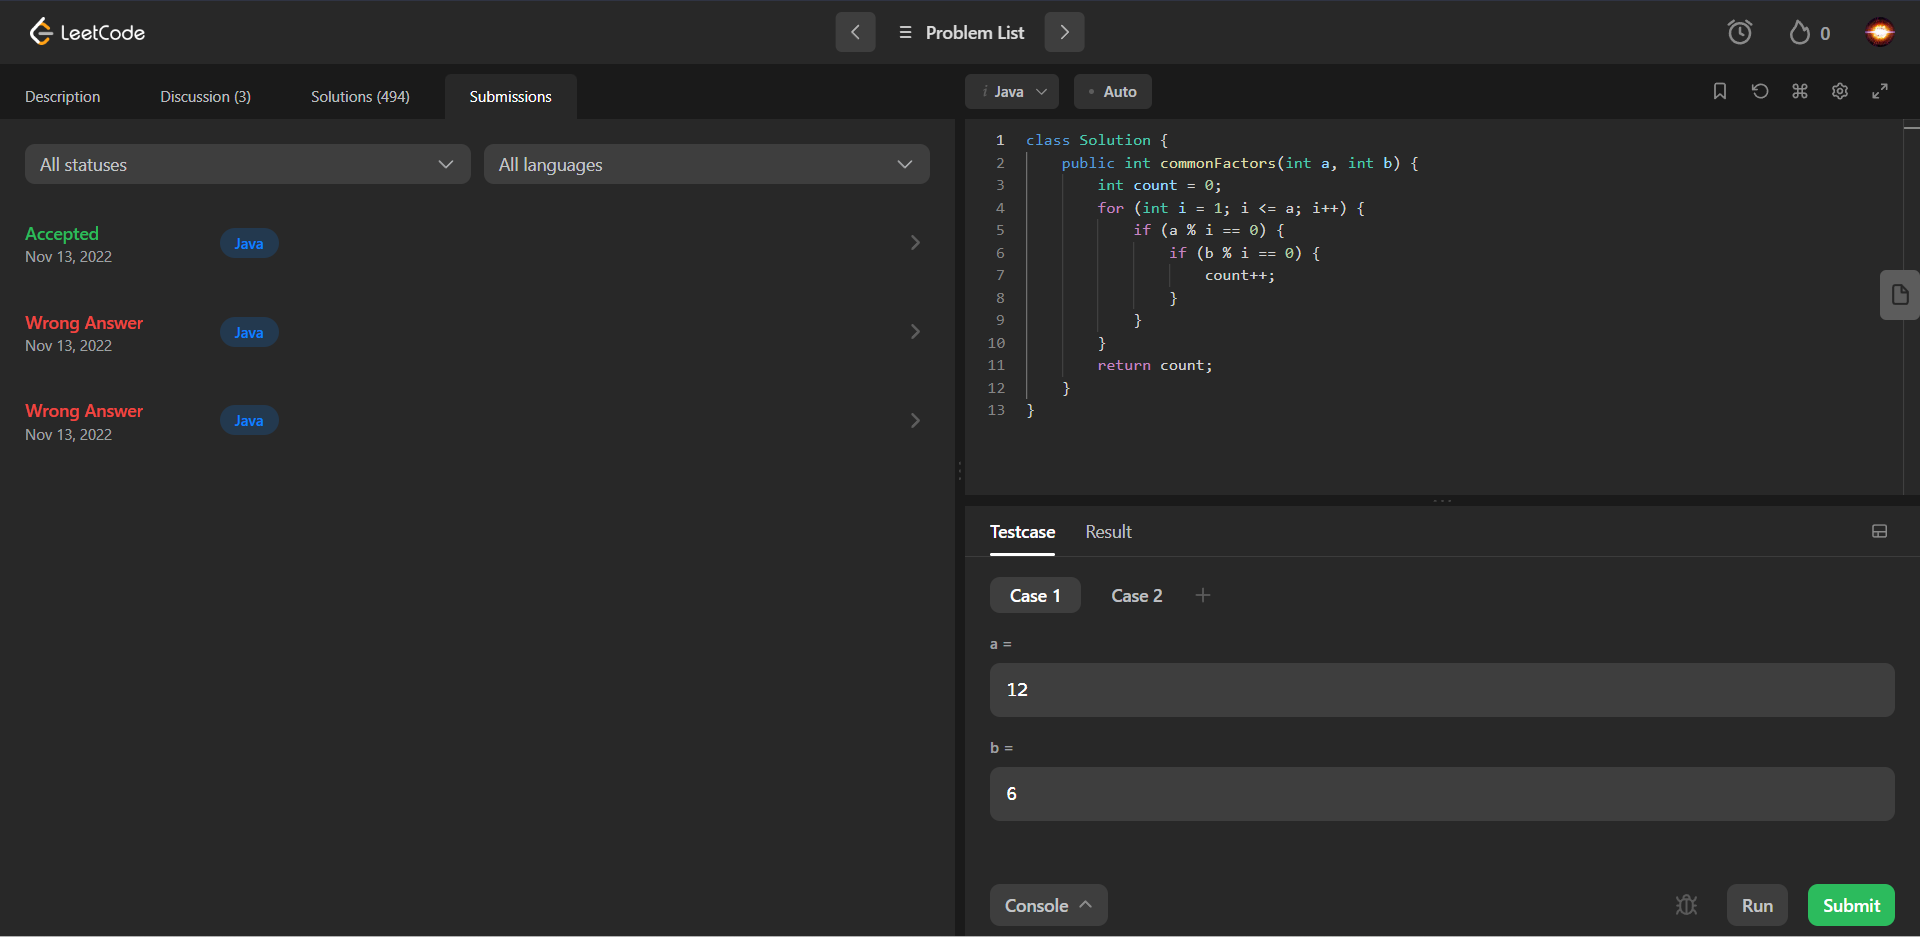 LeetCode
Problem List
0
Description
Discussion (3)
Solutions (494)
Submissions
All statuses
All languages
Accepted
Nov 13, 2022
Java
Wrong Answer
Nov 13, 2022
Java
Wrong Answer
Nov 13, 2022
Java
i Java
• Auto
1 class Solution {
2     public int commonFactors(int a, int b) {
3         int count = 0;
4         for (int i = 1; i <= a; i++) {
5             if (a % i == 0) {
6                 if (b % i == 0) {
7                     count++;
8                 }
9             }
10         }
11         return count;
12     }
13 }
Testcase
Result
Case 1
Case 2
a =
12
b =
6
Console
Run
Submit